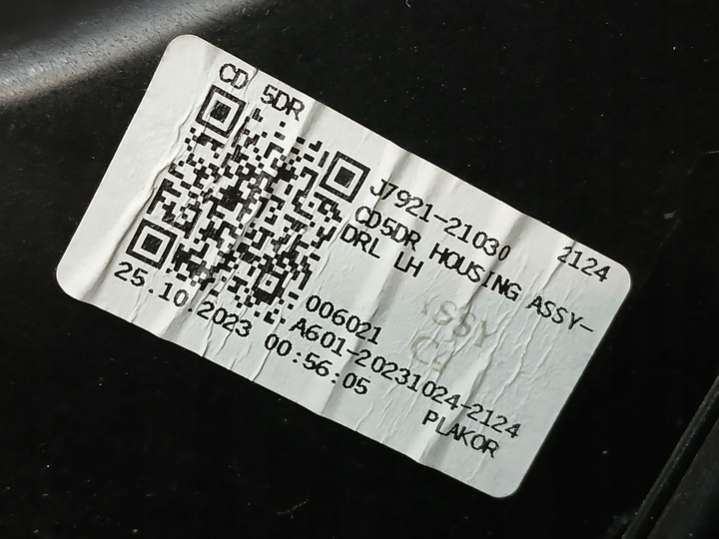 CD 5DR
J7921-21030 2124
CD5DR HOUSING ASSY-
DRL LH
006021
A601-20231024-2124
25.10.2023 00:56:05
PLAKOR